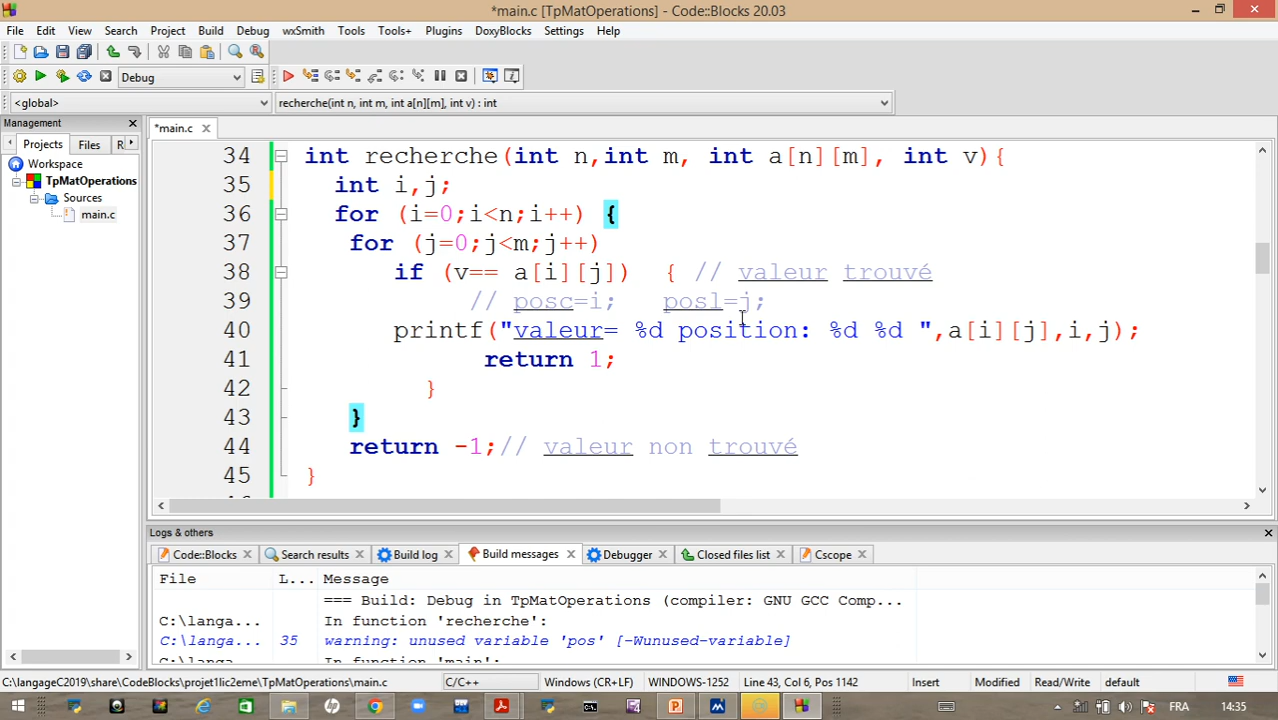 *main.c [TpMatOperations] - Code::Blocks 20.03
File Edit View Search Project Build Debug wxSmith Tools Tools+ Plugins DoxyBlocks Settings Help
Debug
<global> recherche(int n, int m, int a[n][m], int v) : int
Management
*main.c
Projects Files R
34 int recherche(int n,int m, int a[n][m], int v){
Workspace
TpMatOperations
35 int i,j;
Sources
36 for (i=0;i<n;i++) {
main.c
37 for (j=0;j<m;j++)
38 if (v== a[i][j]) { // valeur trouvé
39 // posc=i; posl=j;
40 printf("valeur= %d position: %d %d ",a[i][j],i,j);
41 return 1;
42 }
43 }
44 return -1;// valeur non trouvé
45 }
Logs & others
Code::Blocks Search results Build log Build messages Debugger Closed files list Cscope
File L... Message
=== Build: Debug in TpMatOperations (compiler: GNU GCC Comp...
C:\langa... In function 'recherche':
C:\langa... 35 warning: unused variable 'pos' [-Wunused-variable]
C:\langa... In function 'main':
C:\langageC2019\share\CodeBlocks\projet1lic2eme\TpMatOperations\main.c C/C++ Windows (CR+LF) WINDOWS-1252 Line 43, Col 6, Pos 1142 Insert Modified Read/Write default
FRA 14:35